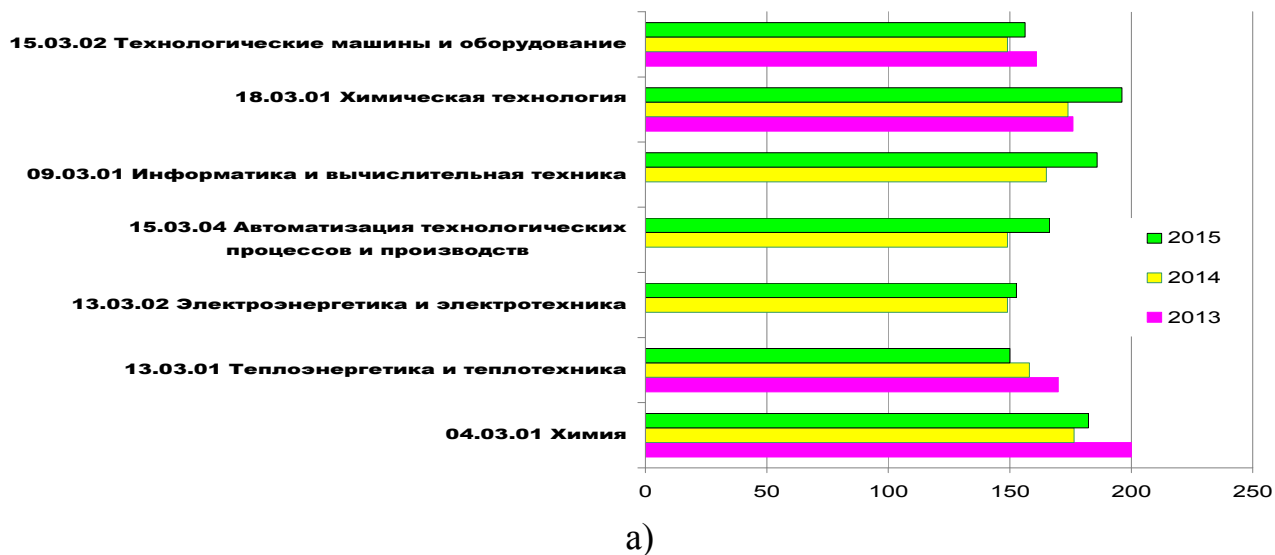 15.03.02 Технологические машины и оборудование
18.03.01 Химическая технология
09.03.01 Информатика и вычислительная техника
15.03.04 Автоматизация технологических
процессов и производств
13.03.02 Электроэнергетика и электротехника
13.03.01 Теплоэнергетика и теплотехника
04.03.01 Химия
2015
2014
2013
0 50 100 150 200 250
а)